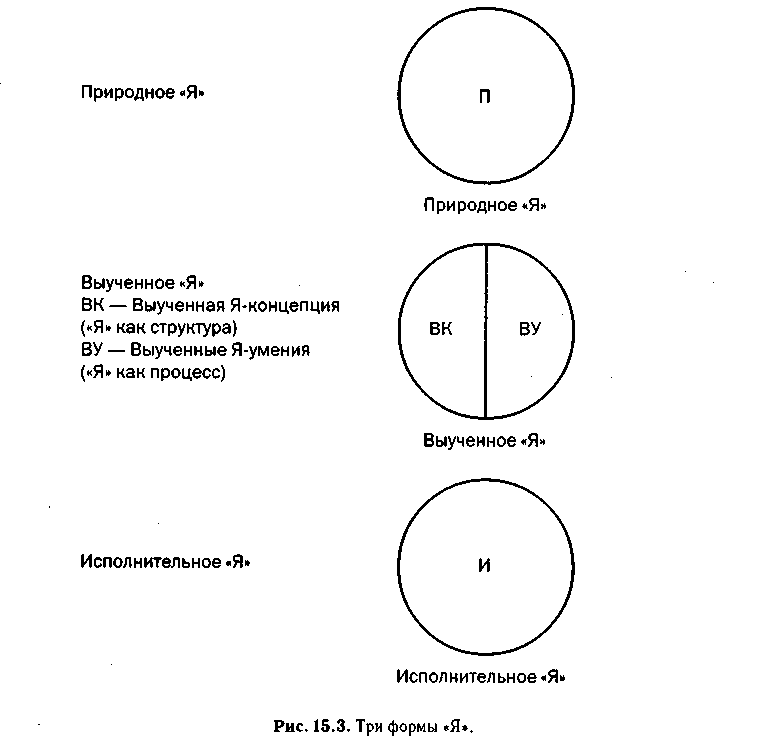 Природное «Я»
П
Природное «Я»
Выученное «Я»
ВК — Выученная Я-концепция
(«Я» как структура)
ВУ — Выученные Я-умения
(«Я» как процесс)
ВК
ВУ
Выученное «Я»
Исполнительное «Я»
И
Исполнительное «Я»
Рис. 15.3. Три формы «Я».